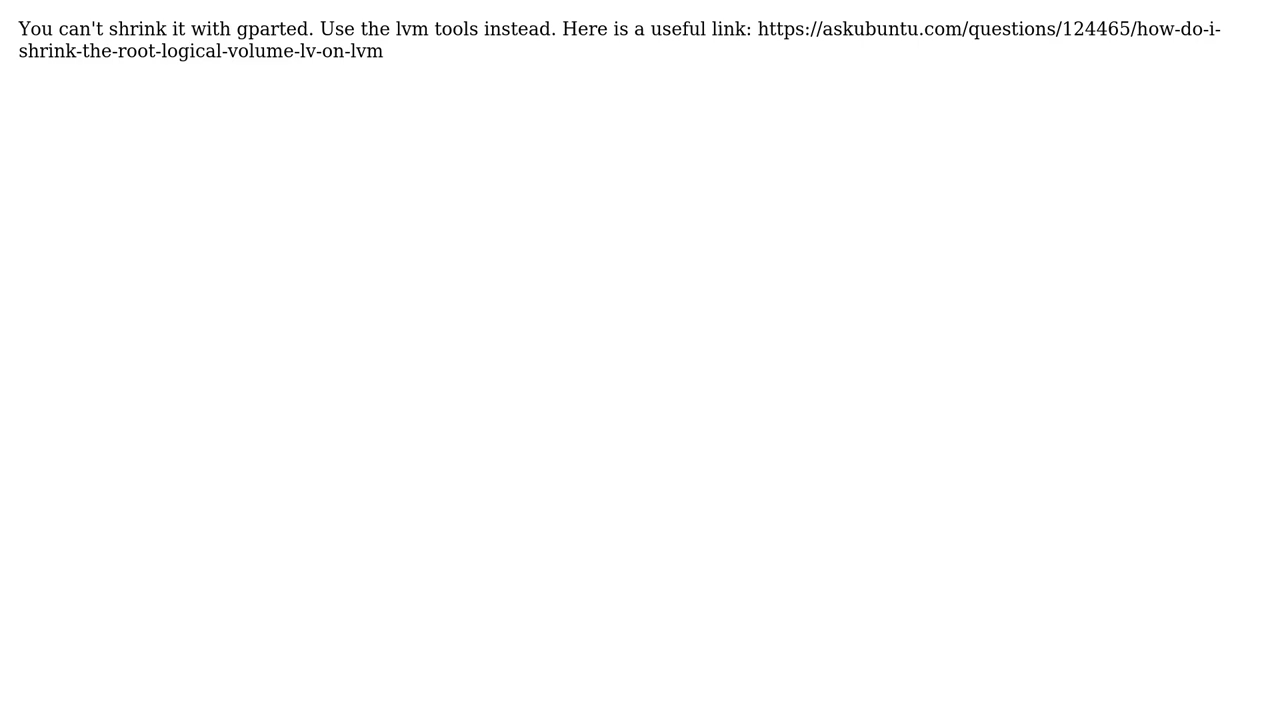 You can't shrink it with gparted. Use the lvm tools instead. Here is a useful link: https://askubuntu.com/questions/124465/how-do-i-
shrink-the-root-logical-volume-lv-on-lvm